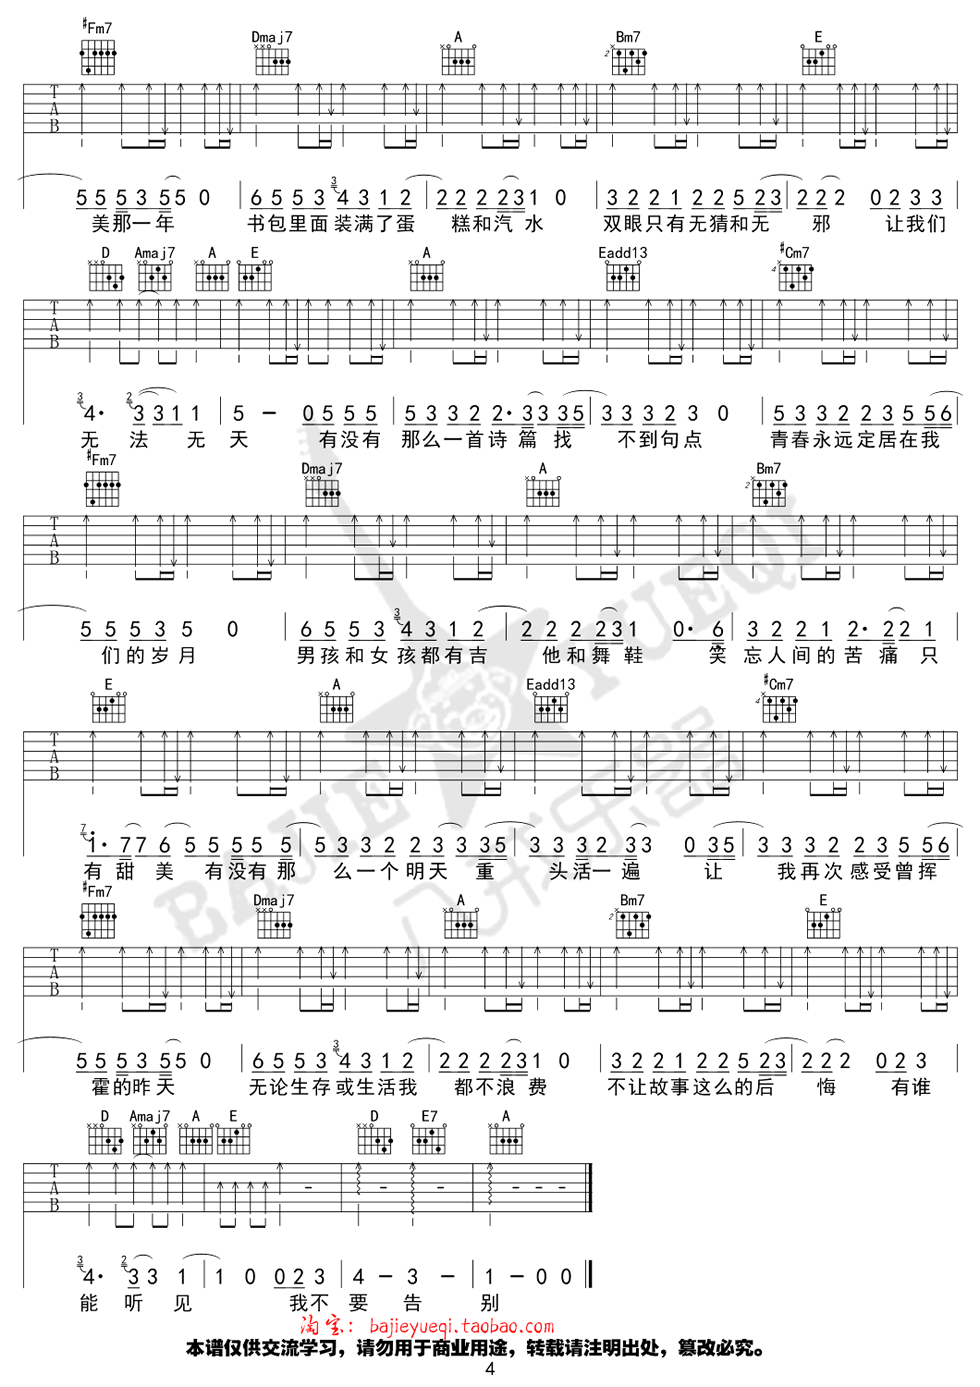 #Fm7 Dmaj7 A Bm7 E
T A B
5 5 5 3 5 5 5 0 | 6 5 5 3 4 3 1 2 | 2 2 2 2 3 1 0 | 3 2 2 1 2 2 5 2 3 | 2 2 2 0 2 3 3
美那一年 书包里面装满了蛋 糕和汽水 双眼只有无猜和无 邪 让我们
D Amaj7 A E A Eadd13 #Cm7
T A B
4· 3 3 1 1 | 5 - 0 5 5 5 | 5 3 3 2 2·3 3 3 5 | 3 3 3 2 3 0 | 5 3 3 2 2 3 5 5 5 6
无 法 无 天 有没有 那么一首诗篇找 不到句点 青春永远定居在我
#Fm7 Dmaj7 A Bm7
T A B
5 5 5 3 5 0 | 6 5 5 3 4 3 1 2 | 2 2 2 2 3 1 0·6 | 3 2 2 1 2·2 2 1
们的岁月 男孩和女孩都有吉 他和舞鞋 笑 忘人间的苦痛只
E A Eadd13 #Cm7
T A B
1·7 7 6 5 5 5 5 5 | 5 3 3 2 2 3 3 3 5 | 3 3 3 2 3 3 0 3 5 | 3 3 3 2 2 3 5 5 5 6
有甜 美 有没有那 么一个明天重 头活一遍 让 我再次感受曾挥
#Fm7 Dmaj7 A Bm7 E
T A B
5 5 5 3 5 5 5 0 | 6 5 5 3 4 3 1 2 | 2 2 2 2 3 1 0 | 3 2 2 1 2 2 5 2 3 | 2 2 2 0 2 3
霍的昨天 无论生存或生活我 都不浪费 不让故事这么的后 悔 有谁
D Amaj7 A E D E7 A
T A B
4· 3 3 1 | 1 0 0 2 3 | 4 - 3 - | 1 - 0 0
能 听 见 我不 要 告 别
淘宝：bajieyueqi.taobao.com
本谱仅供交流学习，请勿用于商业用途，转载请注明出处，篡改必究。
4
BAJIE YUEQI
八戒乐器